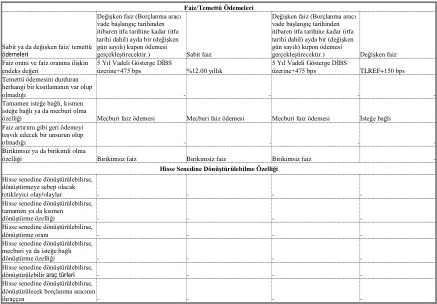 Faiz/Temettü Ödemeleri
Sabit ya da değişken faiz/ temettü ödemeleri
Değişken faiz (Borçlanma aracı vade başlangıç tarihinden itibaren itfa tarihine kadar (itfa tarihi dahil) ayda bir (değişken gün sayılı) kupon ödemesi gerçekleştirecektir.)
Sabit faiz
Değişken faiz (Borçlanma aracı vade başlangıç tarihinden itibaren itfa tarihine kadar (itfa tarihi dahil) ayda bir (değişken gün sayılı) kupon ödemesi gerçekleştirecektir.)
Değişken faiz
Faiz oranı ve faiz oranına ilişkin endeks değeri
5 Yıl Vadeli Gösterge DİBS üzerine+475 bps
%12.00 yıllık
5 Yıl Vadeli Gösterge DİBS üzerine+475 bps
TLREF+150 bps
Temettü ödemesini durduran herhangi bir kısıtlamanın var olup olmadığı
-
-
-
-
Tamamen isteğe bağlı, kısmen isteğe bağlı ya da mecburi olma özelliği
Mecburi faiz ödemesi
Mecburi faiz ödemesi
Mecburi faiz ödemesi
İsteğe bağlı
Faiz artırımı gibi geri ödemeyi teşvik edecek bir unsurun olup olmadığı
-
-
-
-
Birikimsiz ya da birikimli olma özelliği
Birikimsiz faiz
Birikimsiz faiz
Birikimsiz faiz
-
Hisse Senedine Dönüştürülebilme Özelliği
Hisse senedine dönüştürülebilirse, dönüştürmeye sebep olacak tetikleyici olay/olaylar
-
-
-
-
Hisse senedine dönüştürülebilirse, tamamen ya da kısmen dönüştürme özelliği
-
-
-
-
Hisse senedine dönüştürülebilirse, dönüştürme oranı
-
-
-
-
Hisse senedine dönüştürülebilirse, mecburi ya da isteğe bağlı dönüştürme özelliği
-
-
-
-
Hisse senedine dönüştürülebilirse, dönüştürülebilir araç türleri
-
-
-
-
Hisse senedine dönüştürülebilirse, dönüştürülecek borçlanma aracının ihraççısı
-
-
-
-